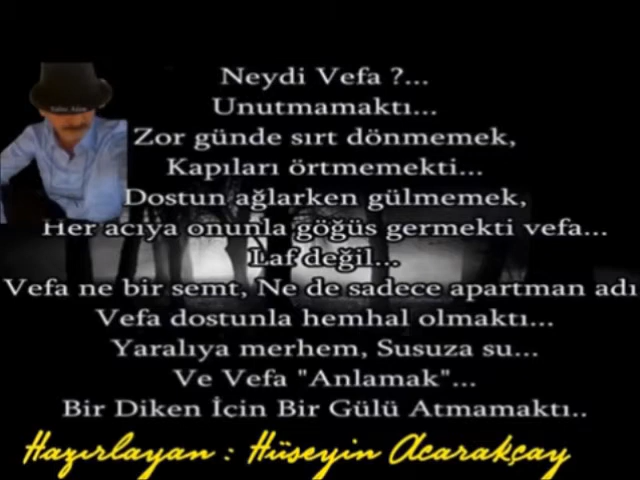 Neydi Vefa ?...
Unutmamaktı...
Zor günde sırt dönmemek,
Kapıları örtmemekti...
Dostun ağlarken gülmemek,
Her acıya onunla göğüs germekti vefa...
Laf değil...
Vefa ne bir semt, Ne de sadece apartman adı
Vefa dostunla hemhal olmaktı...
Yaralıya merhem, Susuza su...
Ve Vefa "Anlamak"...
Bir Diken İçin Bir Gülü Atmamaktı..
Hazırlayan : Hüseyin Acarakçay